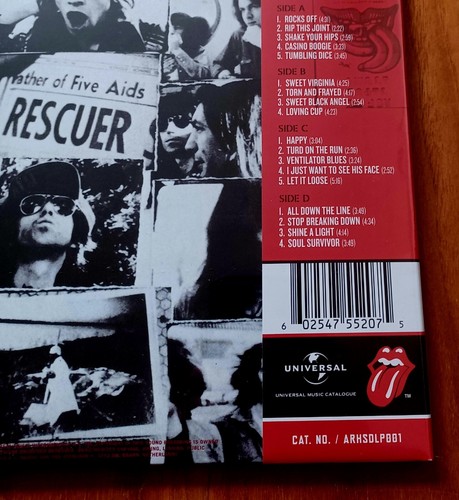 ather of Five Aids
RESCUER
SIDE A
1. ROCKS OFF (4:31)
2. RIP THIS JOINT (2:22)
3. SHAKE YOUR HIPS (2:59)
4. CASINO BOOGIE (3:33)
5. TUMBLING DICE (3:45)
SIDE B
1. SWEET VIRGINIA (4:25)
2. TORN AND FRAYED (4:17)
3. SWEET BLACK ANGEL (2:54)
4. LOVING CUP (4:23)
SIDE C
1. HAPPY (3:04)
2. TURD ON THE RUN (2:36)
3. VENTILATOR BLUES (3:24)
4. I JUST WANT TO SEE HIS FACE (2:52)
5. LET IT LOOSE (5:16)
SIDE D
1. ALL DOWN THE LINE (3:49)
2. STOP BREAKING DOWN (4:34)
3. SHINE A LIGHT (4:14)
4. SOUL SURVIVOR (3:49)
6 02547 55207 5
UNIVERSAL
UNIVERSAL MUSIC CATALOGUE
TM
CAT. NO. / ARHSDLP001